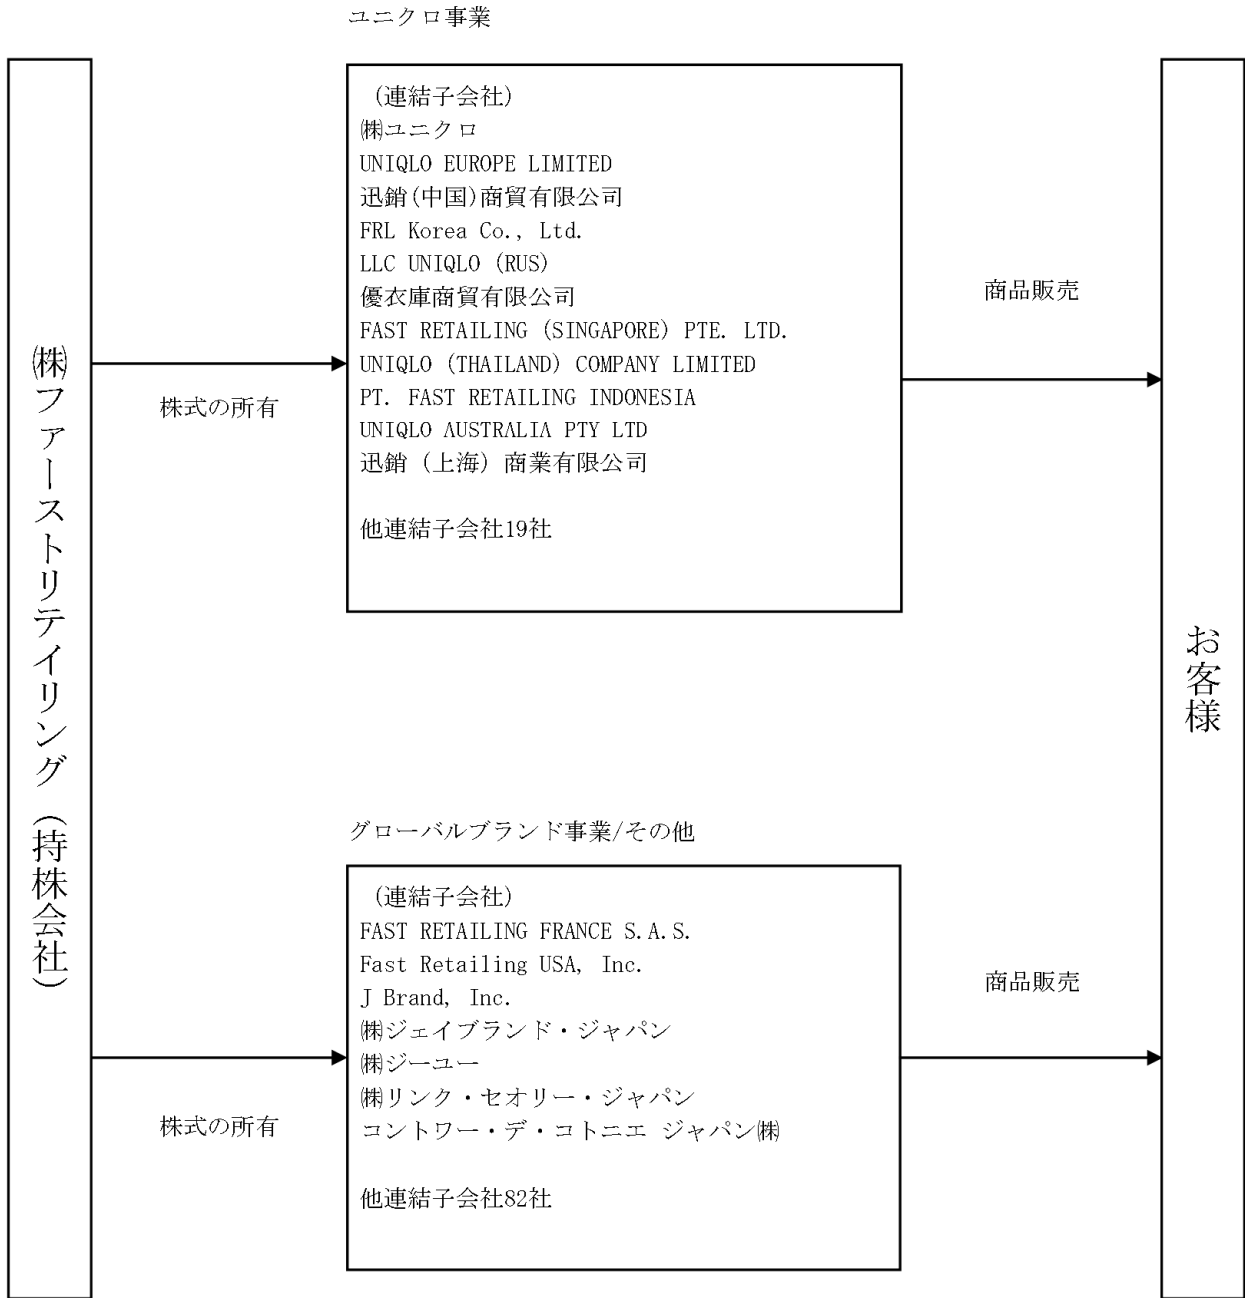 ユニクロ事業
㈱ファーストリテイリング（持株会社）
株式の所有
（連結子会社）
㈱ユニクロ
UNIQLO EUROPE LIMITED
迅銷(中国)商貿有限公司
FRL Korea Co., Ltd.
LLC UNIQLO (RUS)
優衣庫商貿有限公司
FAST RETAILING (SINGAPORE) PTE. LTD.
UNIQLO (THAILAND) COMPANY LIMITED
PT. FAST RETAILING INDONESIA
UNIQLO AUSTRALIA PTY LTD
迅銷（上海）商業有限公司
他連結子会社19社
商品販売
お客様
グローバルブランド事業/その他
株式の所有
（連結子会社）
FAST RETAILING FRANCE S.A.S.
Fast Retailing USA, Inc.
J Brand, Inc.
㈱ジェイブランド・ジャパン
㈱ジーユー
㈱リンク・セオリー・ジャパン
コントワー・デ・コトニエ ジャパン㈱
他連結子会社82社
商品販売